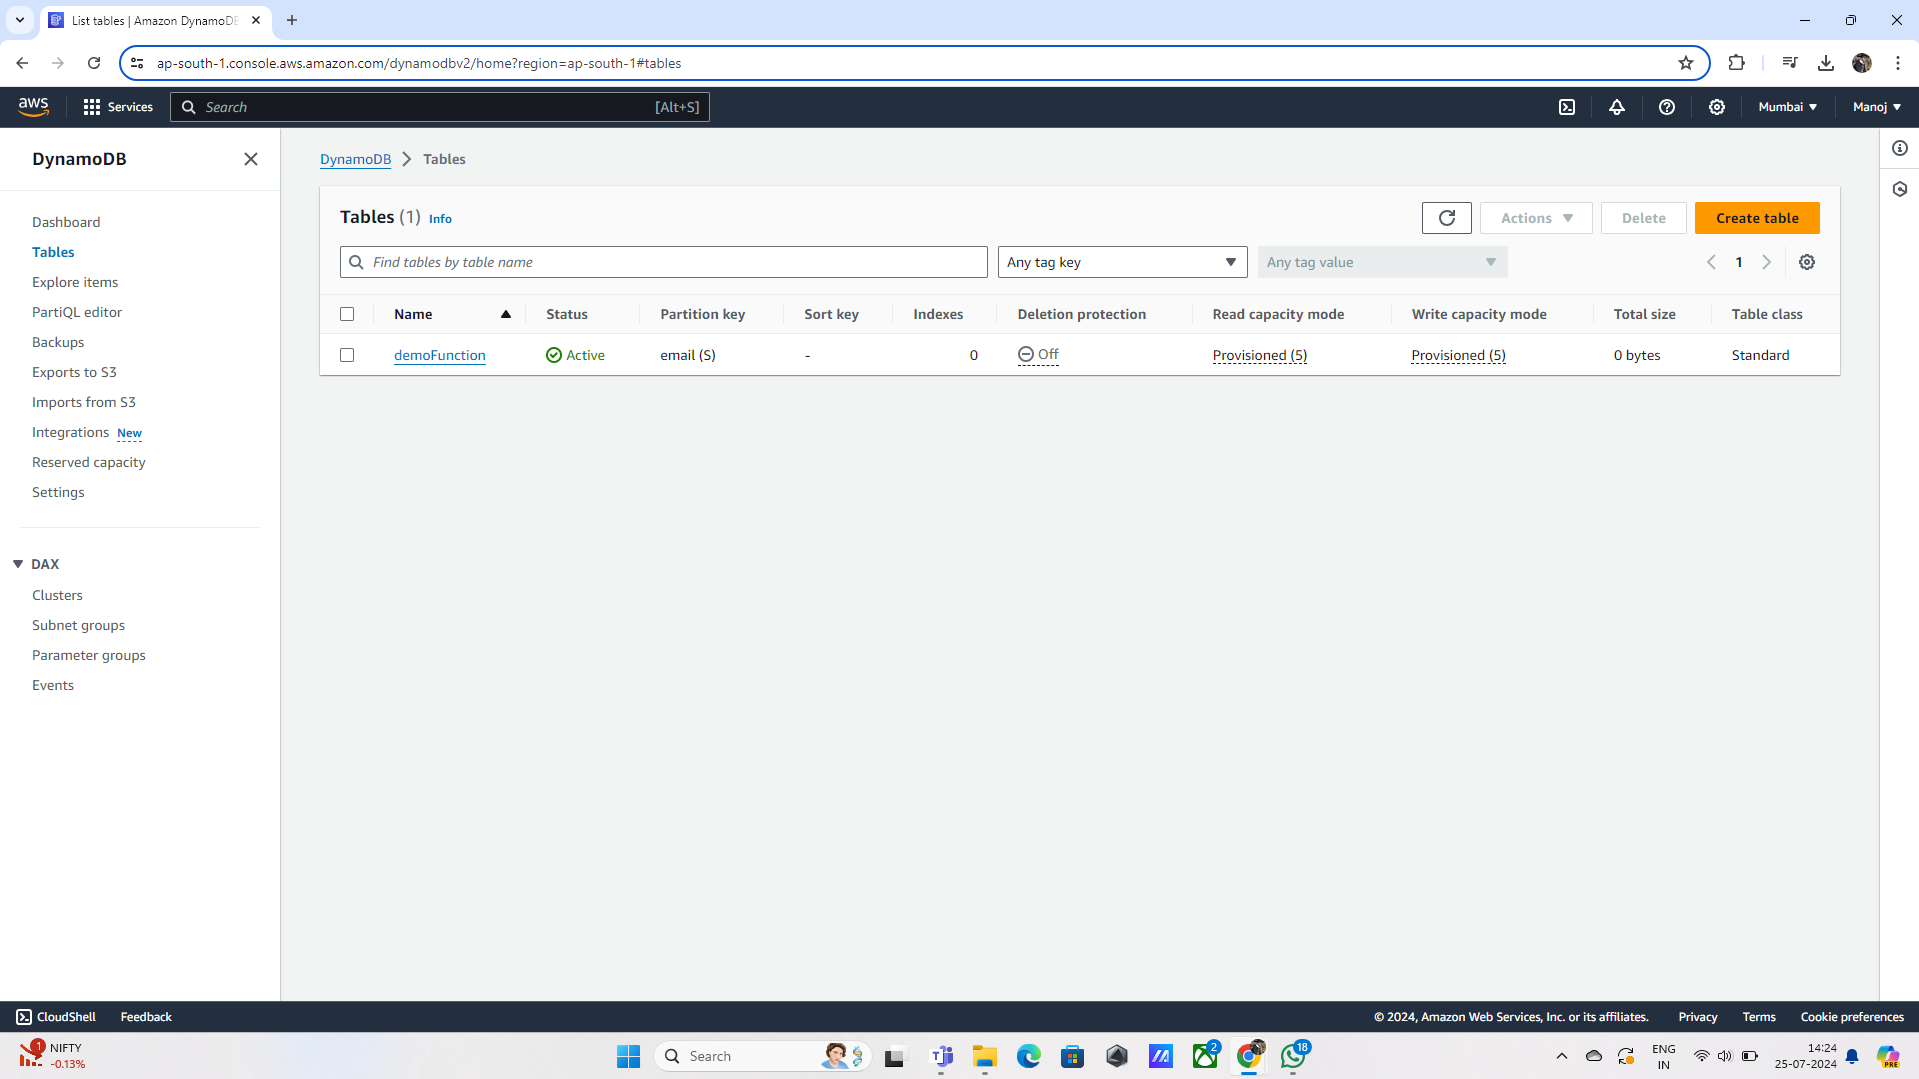 List tables | Amazon DynamoDB
ap-south-1.console.aws.amazon.com/dynamodbv2/home?region=ap-south-1#tables
aws Services Search [Alt+S] Mumbai Manoj
DynamoDB
Dashboard
Tables
Explore items
PartiQL editor
Backups
Exports to S3
Imports from S3
Integrations New
Reserved capacity
Settings
DAX
Clusters
Subnet groups
Parameter groups
Events
DynamoDB Tables
Tables (1) Info Actions Delete Create table
Find tables by table name Any tag key Any tag value 1
Name Status Partition key Sort key Indexes Deletion protection Read capacity mode Write capacity mode Total size Table class
demoFunction Active email (S) - 0 Off Provisioned (5) Provisioned (5) 0 bytes Standard
CloudShell Feedback © 2024, Amazon Web Services, Inc. or its affiliates. Privacy Terms Cookie preferences
1 NIFTY
-0.13%
Search
2
18
PRE
ENG
IN
14:24
25-07-2024